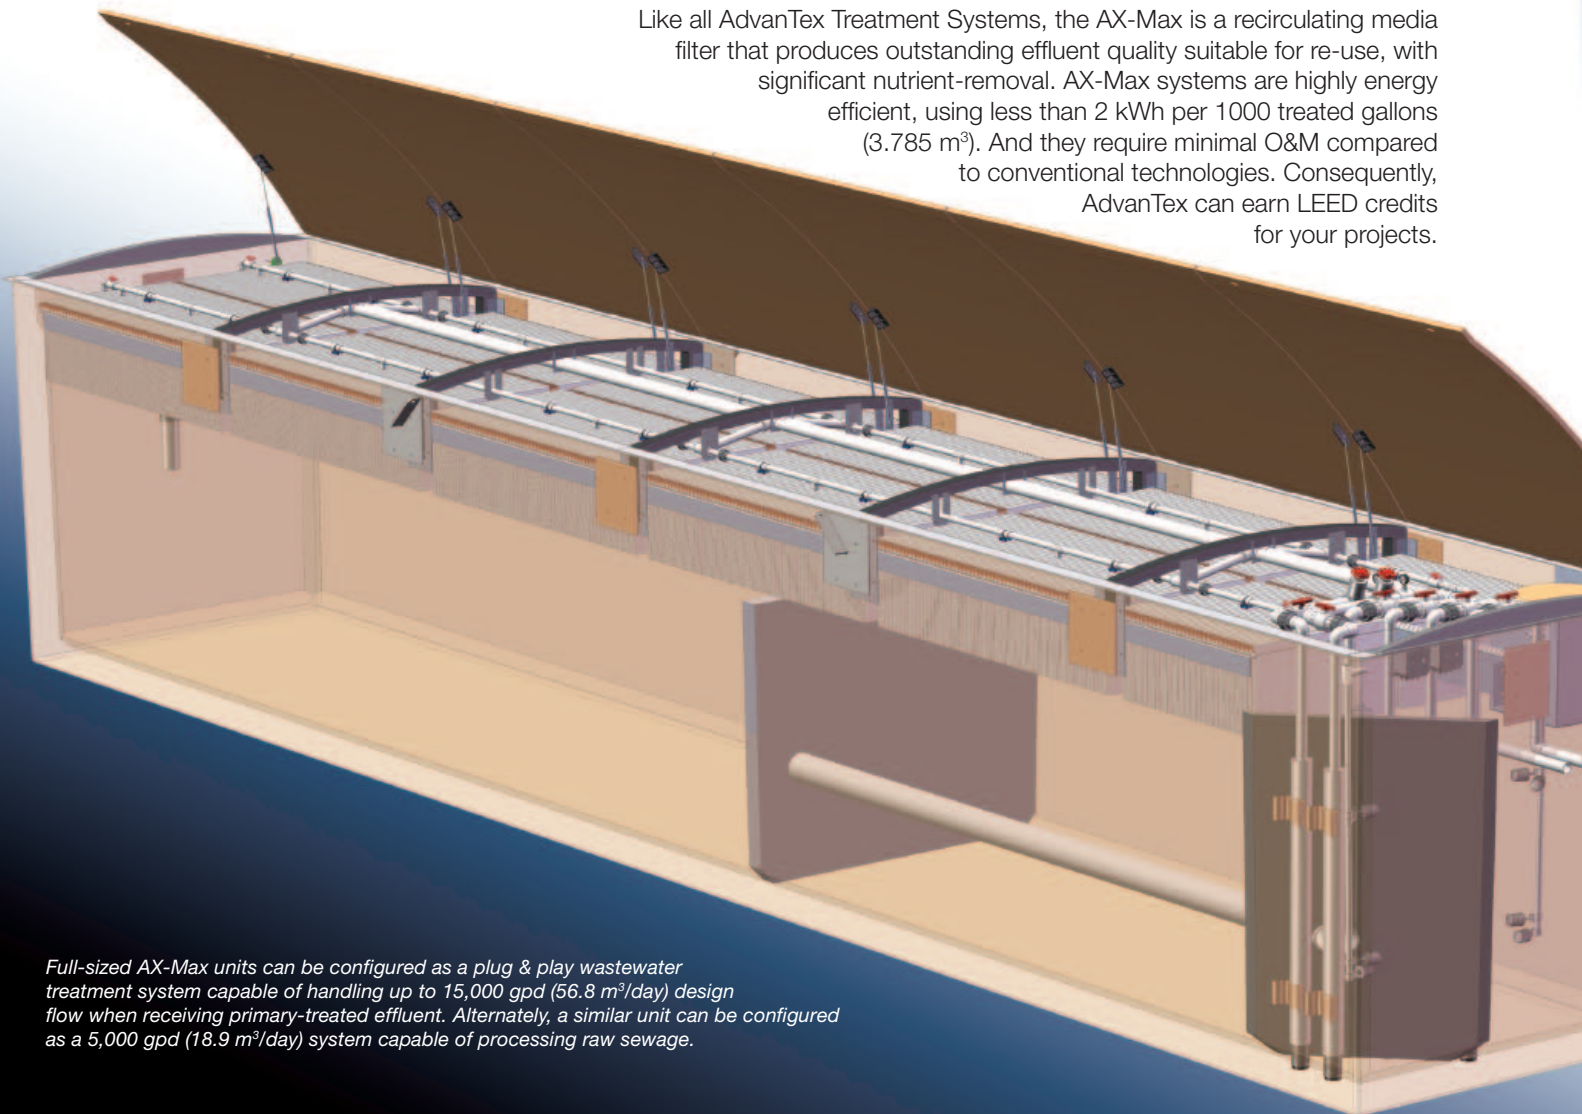 Like all AdvanTex Treatment Systems, the AX-Max is a recirculating media
filter that produces outstanding effluent quality suitable for re-use, with
significant nutrient-removal. AX-Max systems are highly energy
efficient, using less than 2 kWh per 1000 treated gallons
(3.785 m³). And they require minimal O&M compared
to conventional technologies. Consequently,
AdvanTex can earn LEED credits
for your projects.
Full-sized AX-Max units can be configured as a plug & play wastewater
treatment system capable of handling up to 15,000 gpd (56.8 m³/day) design
flow when receiving primary-treated effluent. Alternately, a similar unit can be configured
as a 5,000 gpd (18.9 m³/day) system capable of processing raw sewage.